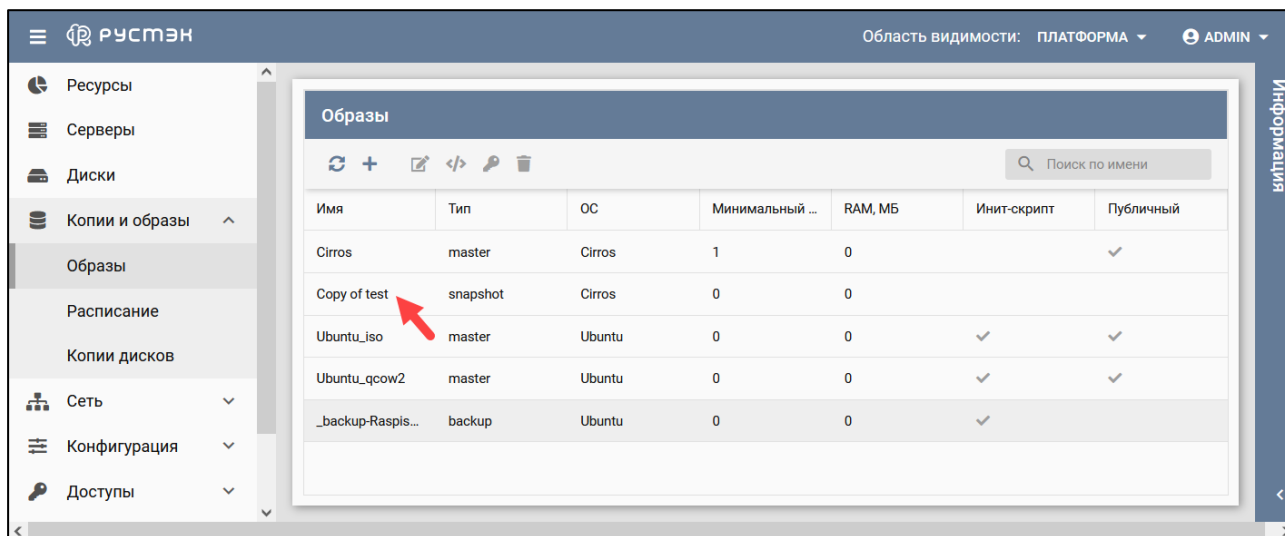 РУСТЭК
Область видимости: ПЛАТФОРМА
ADMIN
Ресурсы
Серверы
Диски
Копии и образы
Образы
Расписание
Копии дисков
Сеть
Конфигурация
Доступы
Образы
Поиск по имени
Имя Тип ОС Минимальный ... RAM, МБ Инит-скрипт Публичный
Cirros master Cirros 1 0
Copy of test snapshot Cirros 0 0
Ubuntu_iso master Ubuntu 0 0
Ubuntu_qcow2 master Ubuntu 0 0
_backup-Raspis... backup Ubuntu 0 0
Информация